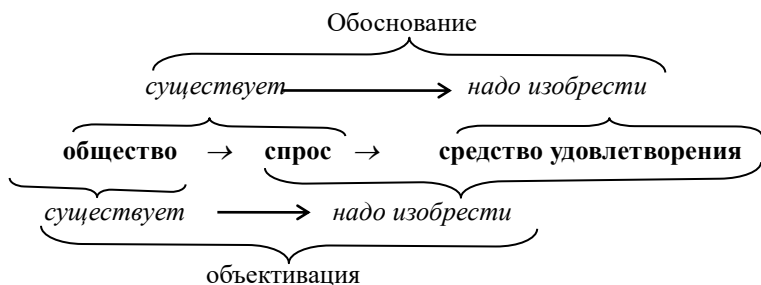 Обоснование
существует → надо изобрести
общество → спрос → средство удовлетворения
существует → надо изобрести
объективация